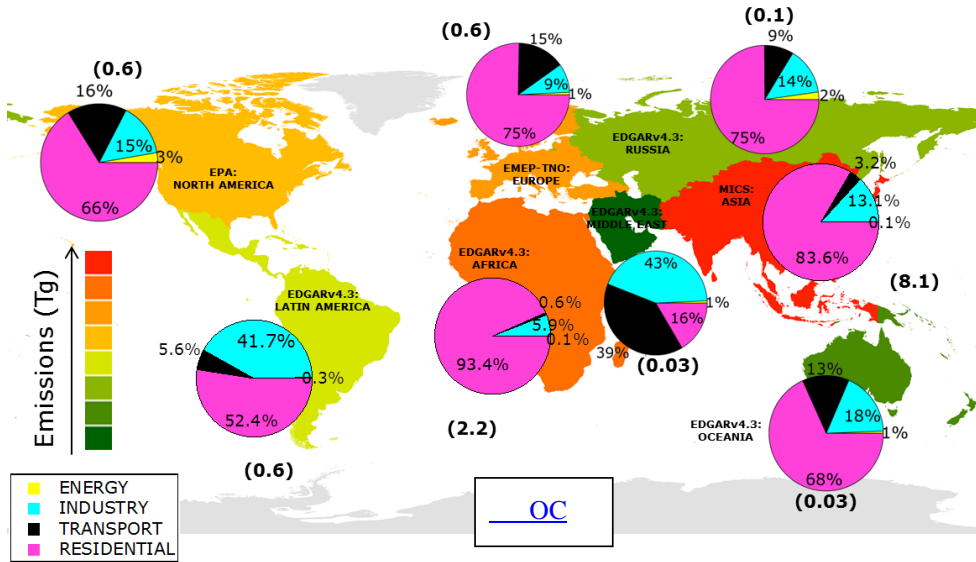 (0.6)
16%
15%
3%
66%
EPA:
NORTH AMERICA
(0.6)
15%
9%
1%
75%
EMEP-TNO:
EUROPE
(0.1)
9%
14%
2%
75%
EDGARv4.3:
RUSSIA
EDGARv4.3:
MIDDLE EAST
43%
1%
16%
39%
(0.03)
MICS:
ASIA
3.2%
13.1%
0.1%
83.6%
(8.1)
EDGARv4.3:
AFRICA
0.6%
5.9%
0.1%
93.4%
(2.2)
EDGARv4.3:
LATIN AMERICA
5.6%
41.7%
0.3%
52.4%
(0.6)
EDGARv4.3:
OCEANIA
13%
18%
1%
68%
(0.03)
Emissions (Tg)
ENERGY
INDUSTRY
TRANSPORT
RESIDENTIAL
OC